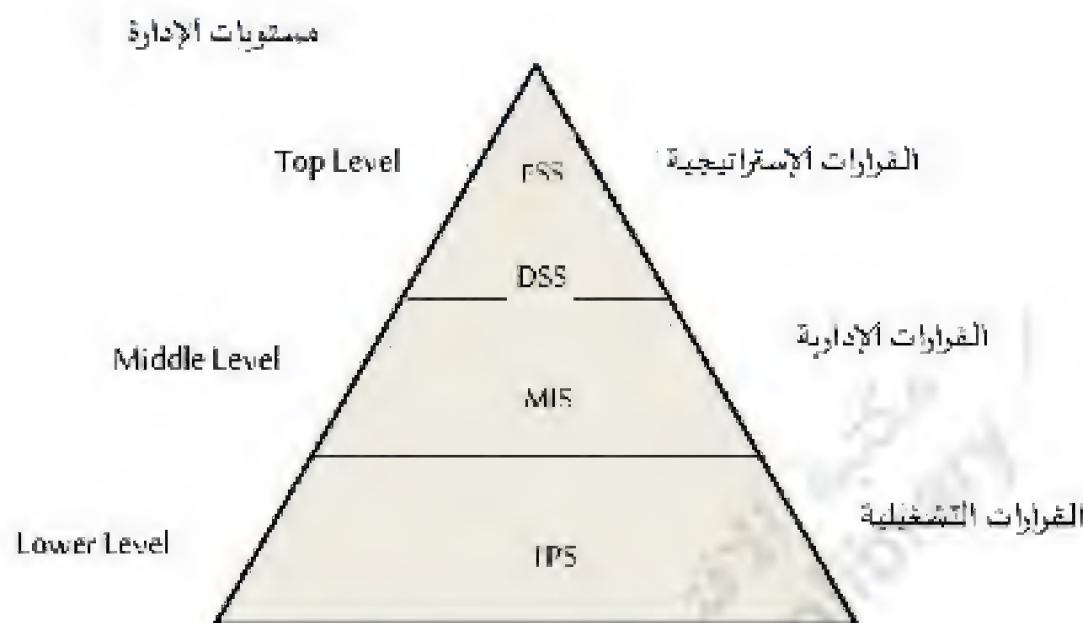 مستويات الإدارة
Top Level
ESS
القرارات الإستراتيجية
DSS
Middle Level
القرارات الإدارية
MIS
Lower Level
القرارات التشغيلية
TPS